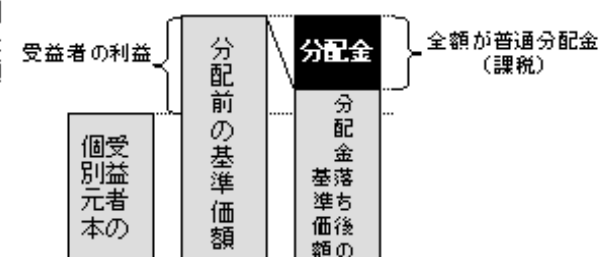 受益者の利益
分配前の基準価額
分配金
全額が普通分配金
(課税)
受益者の
個別元本
分配金落ち後の
基準価額